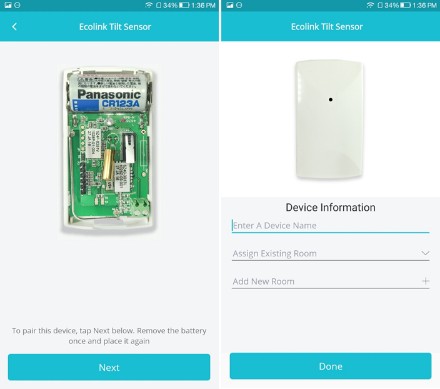 34% 1:36 PM
Ecolink Tilt Sensor
Panasonic
CR123A
To pair this device, tap Next below. Remove the battery
once and place it again
Next
34% 1:36 PM
Ecolink Tilt Sensor
Device Information
Enter A Device Name
Assign Existing Room
Add New Room
Done